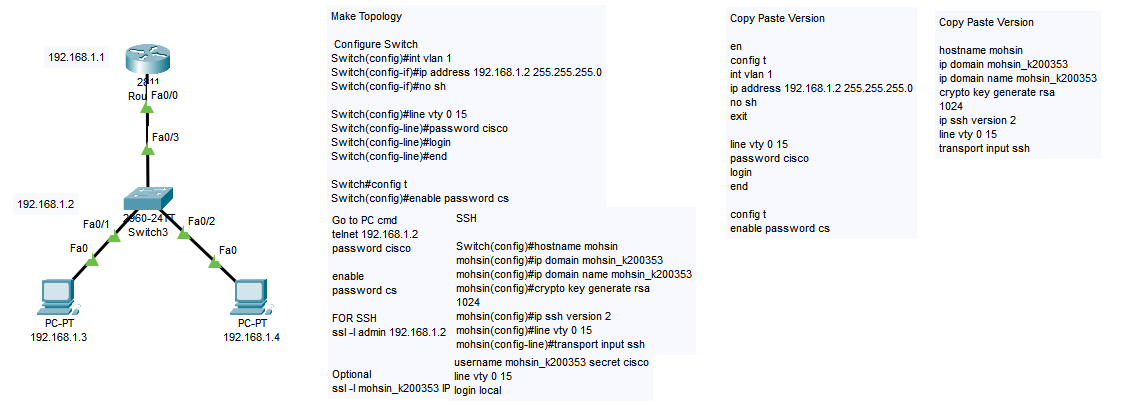 192.168.1.1
2811
Rou
Fa0/0
Fa0/3
192.168.1.2
2960-24TT
Switch3
Fa0/1
Fa0/2
Fa0
Fa0
PC-PT
192.168.1.3
PC-PT
192.168.1.4
Make Topology
Configure Switch
Switch(config)#int vlan 1
Switch(config-if)#ip address 192.168.1.2 255.255.255.0
Switch(config-if)#no sh
Switch(config)#line vty 0 15
Switch(config-line)#password cisco
Switch(config-line)#login
Switch(config-line)#end
Switch#config t
Switch(config)#enable password cs
Go to PC cmd
telnet 192.168.1.2
password cisco
enable
password cs
FOR SSH
ssl -l admin 192.168.1.2
Optional
ssl -l mohsin_k200353 IP
SSH
Switch(config)#hostname mohsin
mohsin(config)#ip domain mohsin_k200353
mohsin(config)#ip domain name mohsin_k200353
mohsin(config)#crypto key generate rsa
1024
mohsin(config)#ip ssh version 2
mohsin(config)#line vty 0 15
mohsin(config-line)#transport input ssh
username mohsin_k200353 secret cisco
line vty 0 15
login local
Copy Paste Version
en
config t
int vlan 1
ip address 192.168.1.2 255.255.255.0
no sh
exit
line vty 0 15
password cisco
login
end
config t
enable password cs
Copy Paste Version
hostname mohsin
ip domain mohsin_k200353
ip domain name mohsin_k200353
crypto key generate rsa
1024
ip ssh version 2
line vty 0 15
transport input ssh